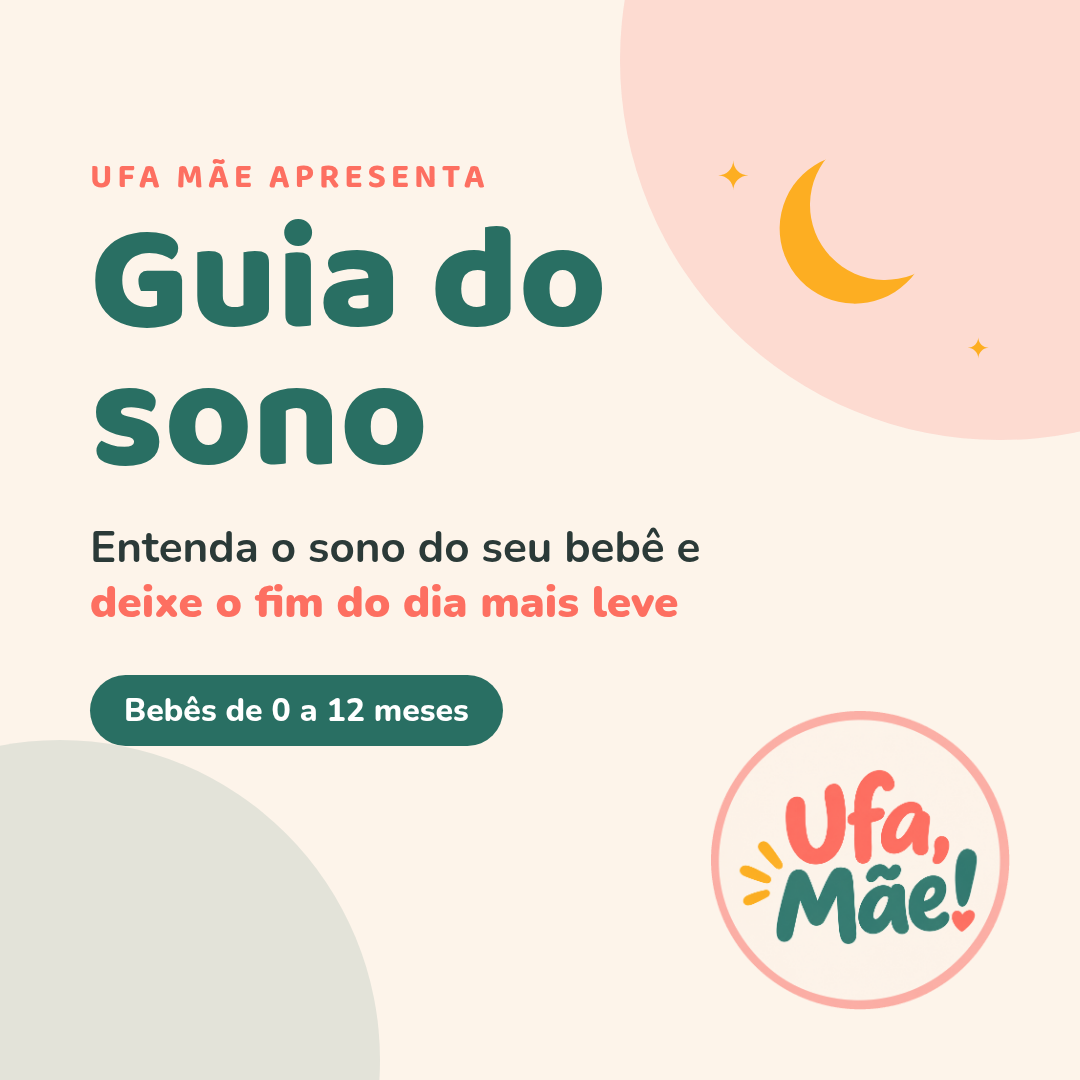 UFA MÃE APRESENTA
Guia do
sono
Entenda o sono do seu bebê e
deixe o fim do dia mais leve
Bebês de 0 a 12 meses
Ufa,
Mãe!